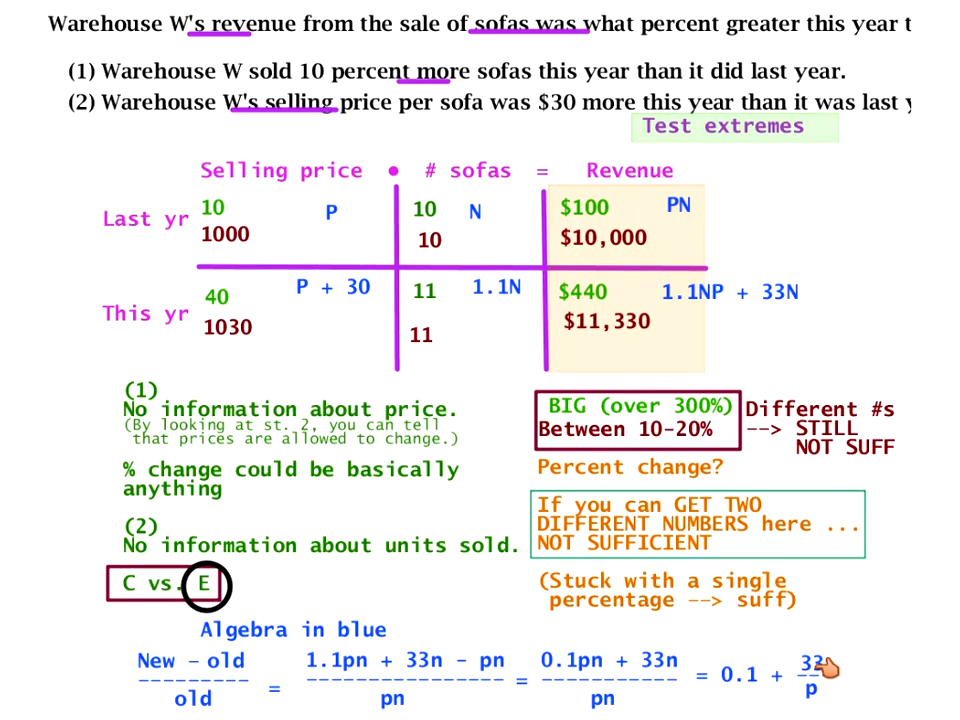 Warehouse W's revenue from the sale of sofas was what percent greater this year t
(1) Warehouse W sold 10 percent more sofas this year than it did last year.
(2) Warehouse W's selling price per sofa was $30 more this year than it was last y
Test extremes
Selling price • # sofas = Revenue
Last yr 10 P 10 N $100 PN
1000 10 $10,000
This yr 40 P + 30 11 1.1N $440 1.1NP + 33N
1030 11 $11,330
(1)
No information about price.
(By looking at st. 2, you can tell
that prices are allowed to change.)
% change could be basically
anything
(2)
No information about units sold.
C vs. E
BIG (over 300%)
Between 10-20%
Different #s
--> STILL
NOT SUFF
Percent change?
If you can GET TWO
DIFFERENT NUMBERS here ...
NOT SUFFICIENT
(Stuck with a single
percentage --> suff)
Algebra in blue
New - old 1.1pn + 33n - pn 0.1pn + 33n 33
--------- = ---------------- = ----------- = 0.1 + ---
old pn pn p